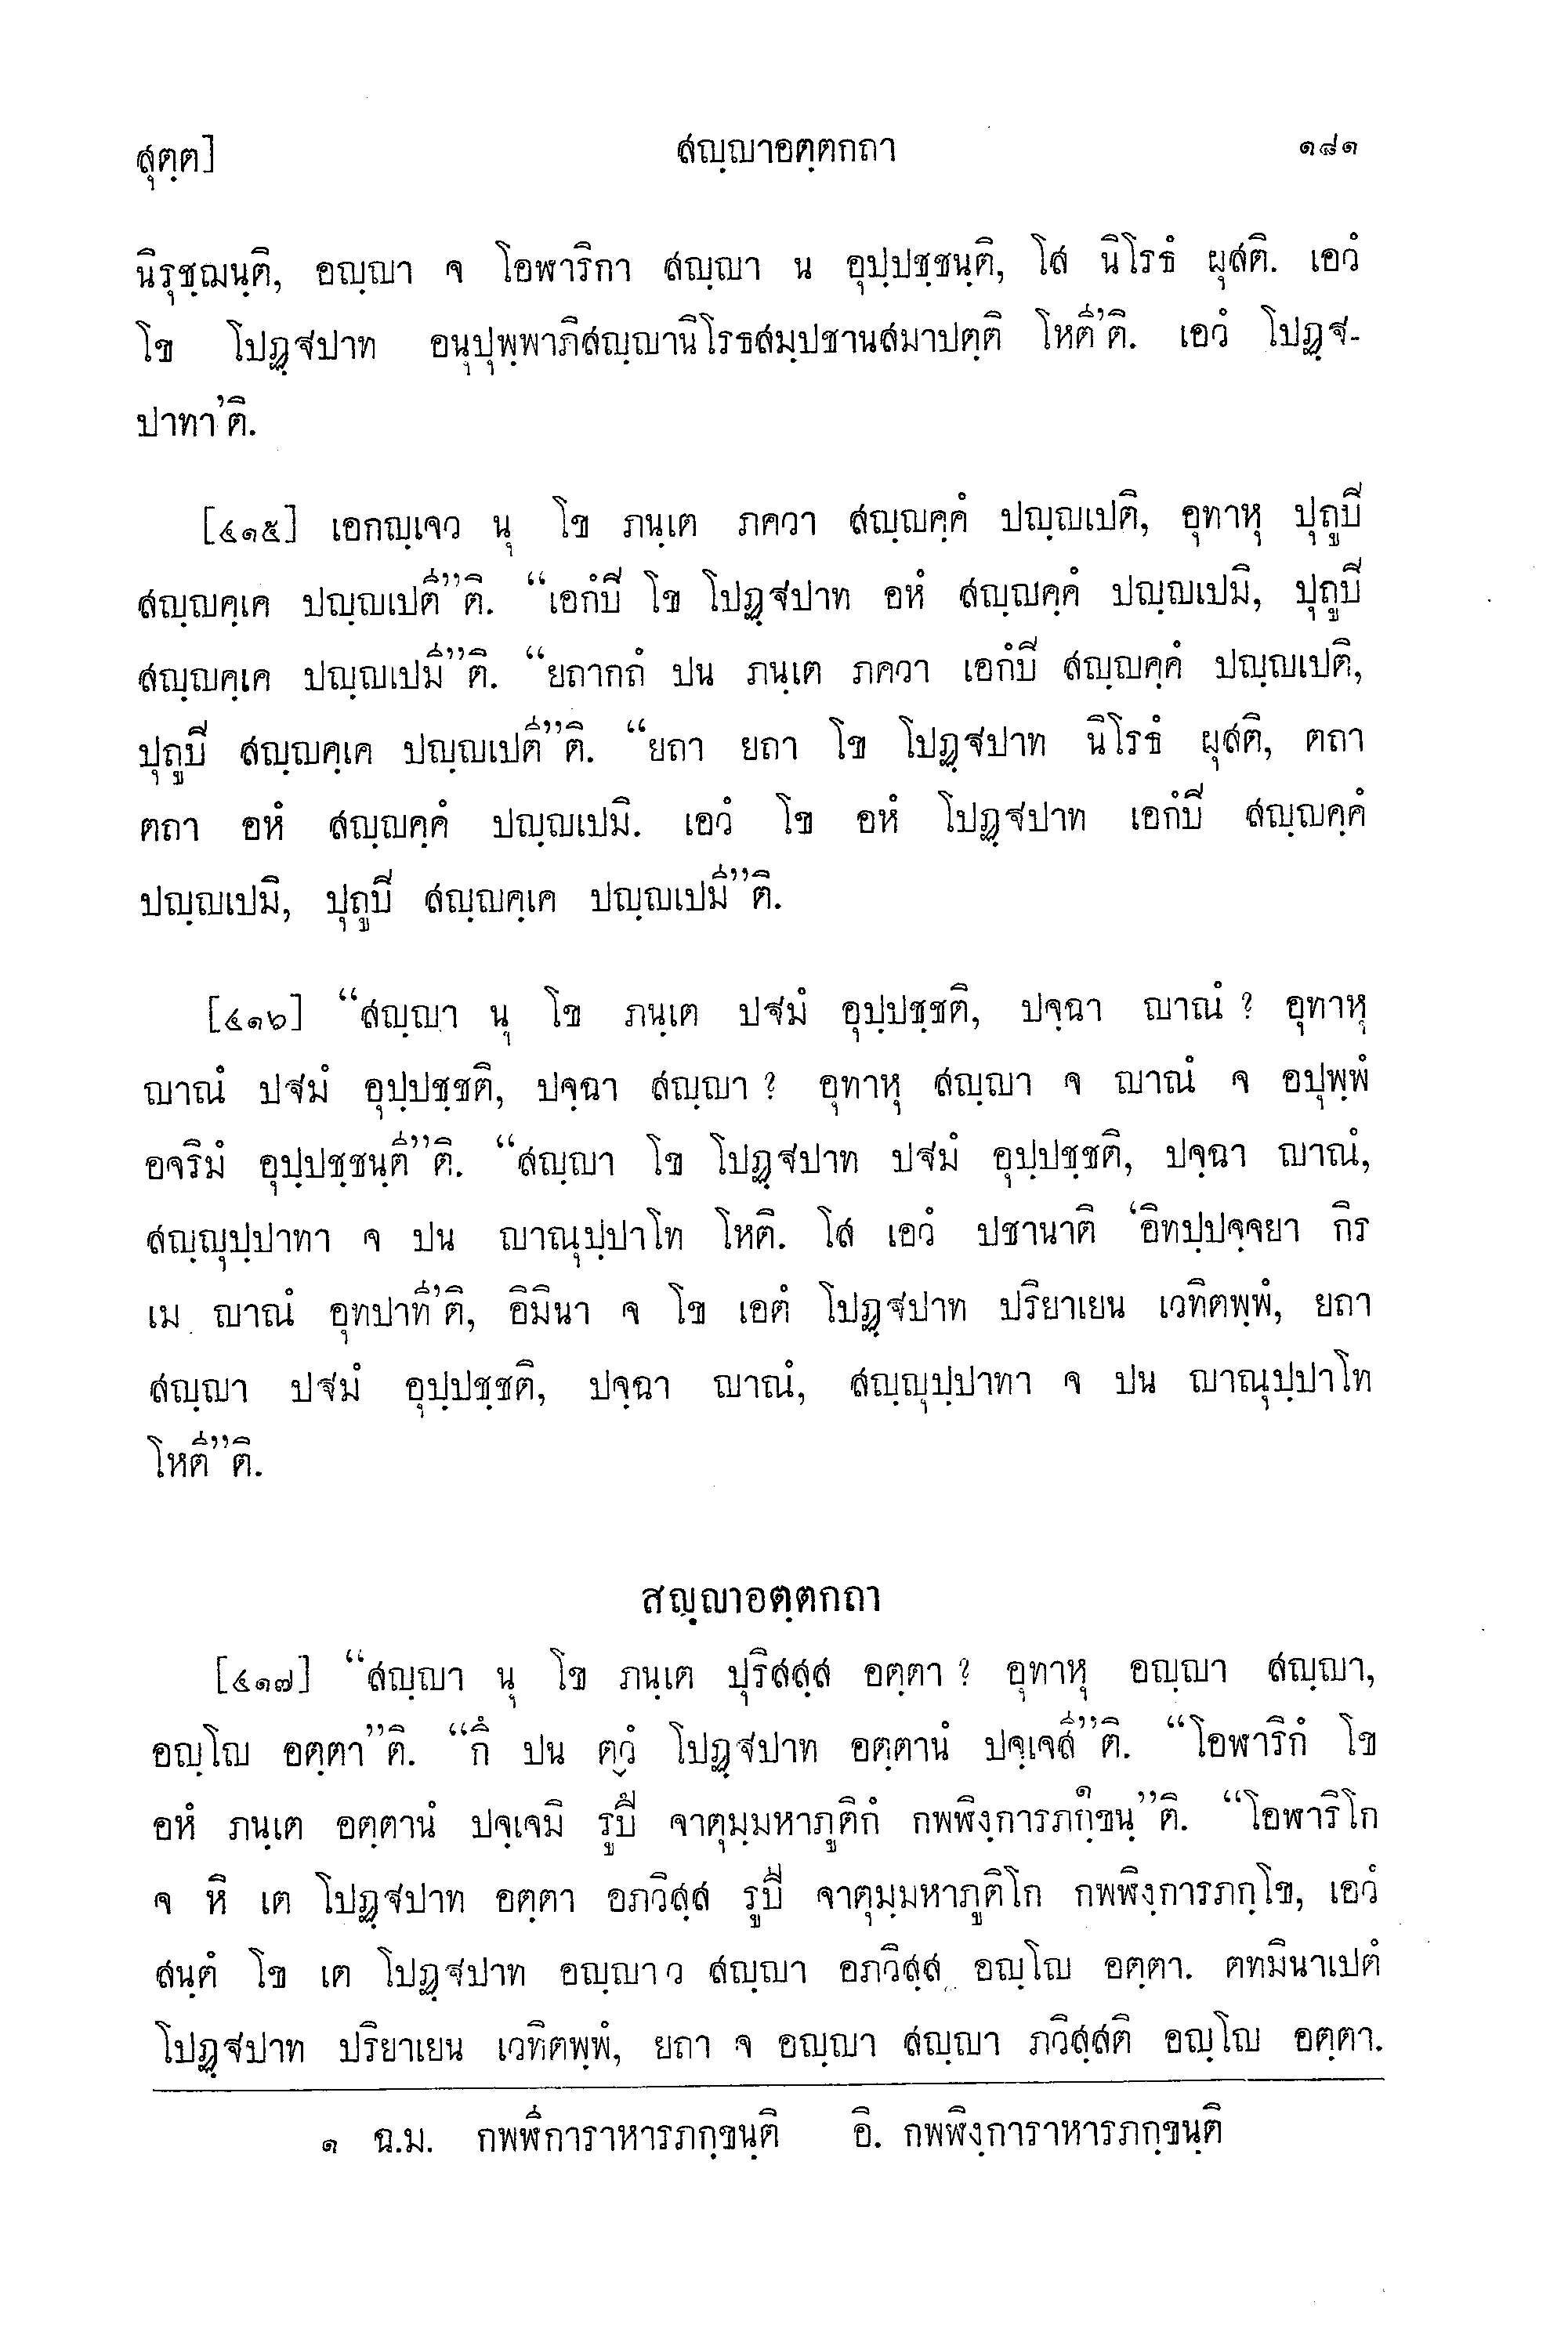 สุตฺต]
สญฺญาอตฺตกถา
๑๘๑
นิรุชฺฌนฺติ, อญฺญา จ โอฬาริกา สญฺญา น อุปฺปชฺชนฺติ, โส นิโรธํ ผุสติ. เอวํ
โข โปฏฺฐปาท อนุปุพฺพาภิสญฺญานิโรธสมฺปชานสมาปตฺติ โหตี'ติ. เอวํ โปฏฺฐ-
ปาทา'ติ.
[๔๑๕] เอกญฺเจว นุ โข ภนฺเต ภควา สญฺญคฺคํ ปญฺญเปติ, อุทาหุ ปุถูปิ
สญฺญคฺเค ปญฺญเปตี”ติ. “เอกํปิ โข โปฏฺฐปาท อหํ สญฺญคฺคํ ปญฺญเปมิ, ปุถูปิ
สญฺญคฺเค ปญฺญเปมี”ติ. “ยถากถํ ปน ภนฺเต ภควา เอกํปิ สญฺญคฺคํ ปญฺญเปติ,
ปุถูปิ สญฺญคฺเค ปญฺญเปตี”ติ. “ยถา ยถา โข โปฏฺฐปาท นิโรธํ ผุสติ, ตถา
ตถา อหํ สญฺญคฺคํ ปญฺญเปมิ. เอวํ โข อหํ โปฏฺฐปาท เอกํปิ สญฺญคฺคํ
ปญฺญเปมิ, ปุถูปิ สญฺญคฺเค ปญฺญเปมี”ติ.
[๔๑๖] “สญฺญา นุ โข ภนฺเต ปฐมํ อุปฺปชฺชติ, ปจฺฉา ญาณํ ? อุทาหุ
ญาณํ ปฐมํ อุปฺปชฺชติ, ปจฺฉา สญฺญา ? อุทาหุ สญฺญา จ ญาณํ จ อปุพฺพํ
อจริมํ อุปฺปชฺชนฺตี”ติ. “สญฺญา โข โปฏฺฐปาท ปฐมํ อุปฺปชฺชติ, ปจฺฉา ญาณํ,
สญฺญุปฺปาทา จ ปน ญาณุปฺปาโท โหติ. โส เอวํ ปชานาติ ‘อิทปฺปจฺจยา กิร
เม ญาณํ อุทปาที'ติ, อิมินา จ โข เอตํ โปฏฺฐปาท ปริยาเยน เวทิตพฺพํ, ยถา
สญฺญา ปฐมํ อุปฺปชฺชติ, ปจฺฉา ญาณํ, สญฺญุปฺปาทา จ ปน ญาณุปฺปาโท
โหตี”ติ.
สญฺญาอตฺตกถา
[๔๑๗] “สญฺญา นุ โข ภนฺเต ปุริสสฺส อตฺตา ? อุทาหุ อญฺญา สญฺญา,
อญฺโญ อตฺตา”ติ. “กึ ปน ตฺวํ โปฏฺฐปาท อตฺตานํ ปจฺเจสี”ติ. “โอฬาริกํ โข
อหํ ภนฺเต อตฺตานํ ปจฺเจมิ รูปึ จาตุมฺมหาภูติกํ กพฬิงฺการภกฺขนฺ๑”ติ. “โอฬาริโก
จ หิ เต โปฏฺฐปาท อตฺตา อภวิสฺส รูปี จาตุมฺมหาภูติโก กพฬิงฺการภกฺโข, เอวํ
สนฺตํ โข เต โปฏฺฐปาท อญฺญาว สญฺญา อภวิสฺส อญฺโญ อตฺตา. ตทมินาเปตํ
โปฏฺฐปาท ปริยาเยน เวทิตพฺพํ, ยถา จ อญฺญา สญฺญา ภวิสฺสติ อญฺโญ อตฺตา.
๑ ฉ.ม. กพฬีการาหารภกฺขนฺติ อิ. กพฬิงฺการาหารภกฺขนฺติ